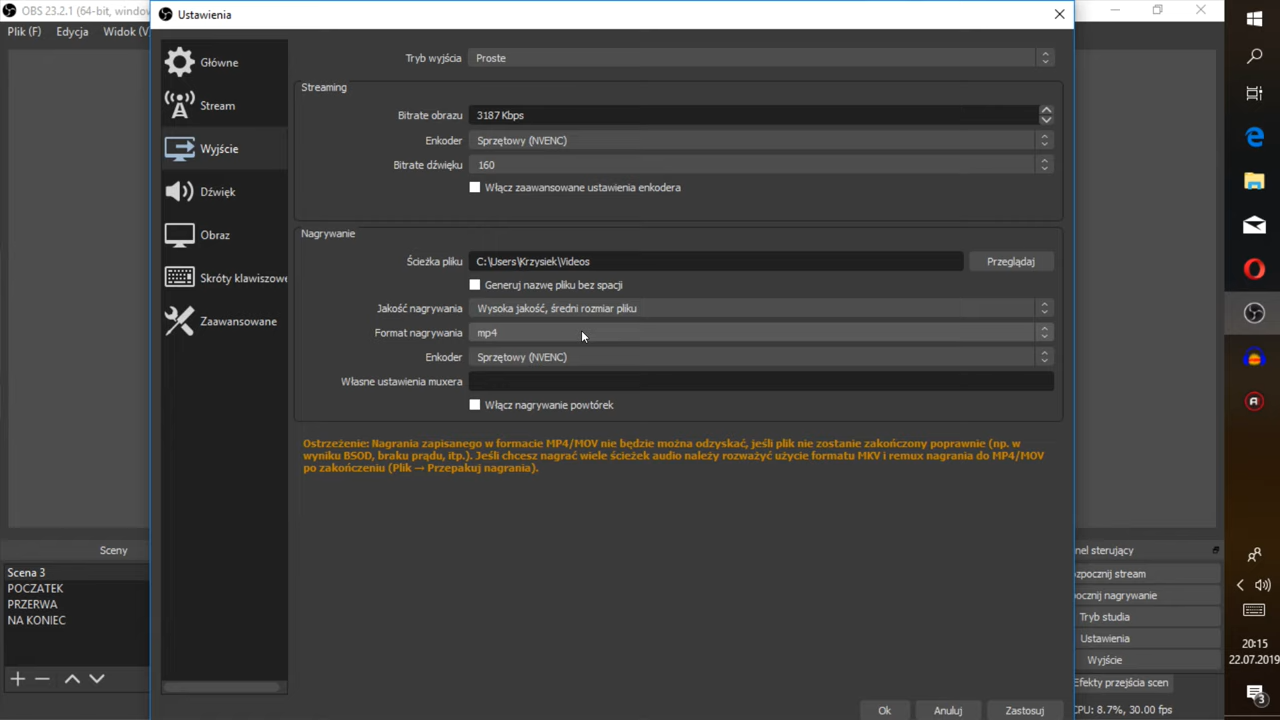 OBS 23.2.1 (64-bit, window
Plik (F)
Edycja
Widok (V
Ustawienia
Główne
Stream
Wyjście
Dźwięk
Obraz
Skróty klawiszowe
Zaawansowane
Tryb wyjścia
Proste
Streaming
Bitrate obrazu
3187 Kbps
Enkoder
Sprzętowy (NVENC)
Bitrate dźwięku
160
Włącz zaawansowane ustawienia enkodera
Nagrywanie
Ścieżka pliku
C:\Users\Krzysiek\Videos
Przeglądaj
Generuj nazwę pliku bez spacji
Jakość nagrywania
Wysoka jakość, średni rozmiar pliku
Format nagrywania
mp4
Enkoder
Sprzętowy (NVENC)
Własne ustawienia muxera
Włącz nagrywanie powtórek
Ostrzeżenie: Nagrania zapisanego w formacie MP4/MOV nie będzie można odzyskać, jeśli plik nie zostanie zakończony poprawnie (np. w
wyniku BSOD, braku prądu, itp.). Jeśli chcesz nagrać wiele ścieżek audio należy rozważyć użycie formatu MKV i remux nagrania do MP4/MOV
po zakończeniu (Plik → Przepakuj nagrania).
Ok
Anuluj
Zastosuj
Sceny
Scena 3
POCZATEK
PRZERWA
NA KONIEC
nel sterujący
ozpocznij stream
pocznij nagrywanie
Tryb studia
Ustawienia
Wyjście
Efekty przejścia scen
CPU: 8.7%, 30.00 fps
20:15
22.07.2019
3